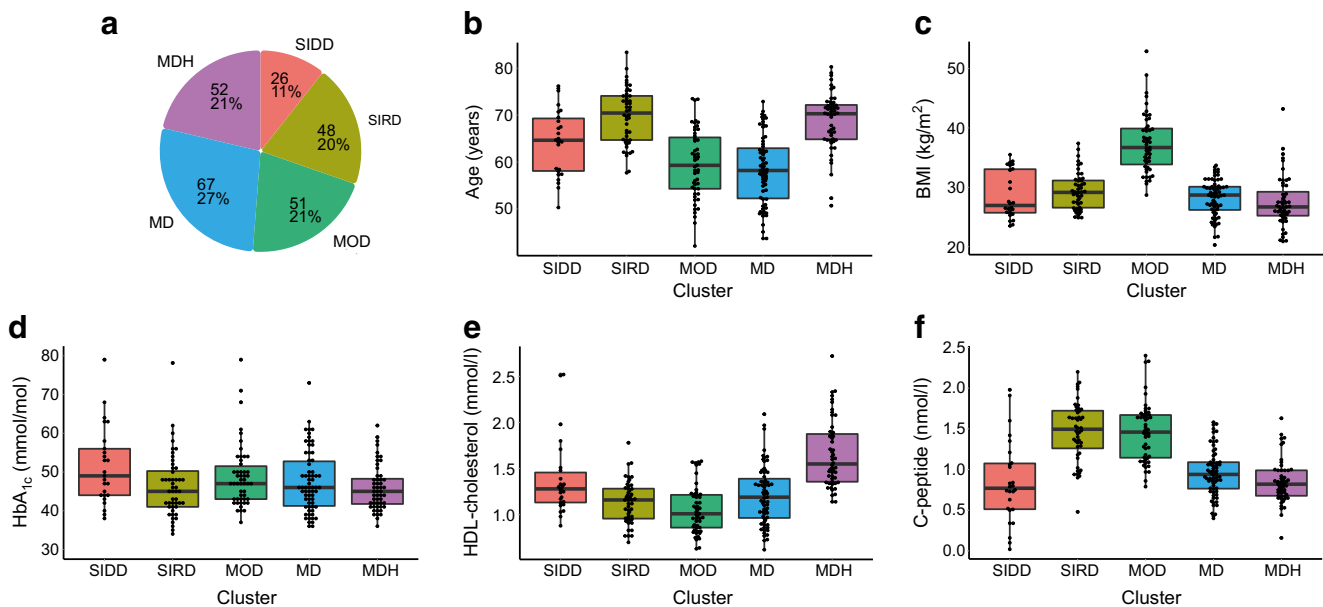 a
SIDD
26
11%
SIRD
48
20%
MOD
51
21%
MD
67
27%
MDH
52
21%
b
Age (years)
80
70
60
50
SIDD SIRD MOD MD MDH
Cluster
c
BMI (kg/m²)
50
40
30
20
SIDD SIRD MOD MD MDH
Cluster
d
HbA₁c (mmol/mol)
80
70
60
50
40
30
SIDD SIRD MOD MD MDH
Cluster
e
HDL-cholesterol (mmol/l)
2.5
2.0
1.5
1.0
SIDD SIRD MOD MD MDH
Cluster
f
C-peptide (nmol/l)
2.5
2.0
1.5
1.0
0.5
0.0
SIDD SIRD MOD MD MDH
Cluster